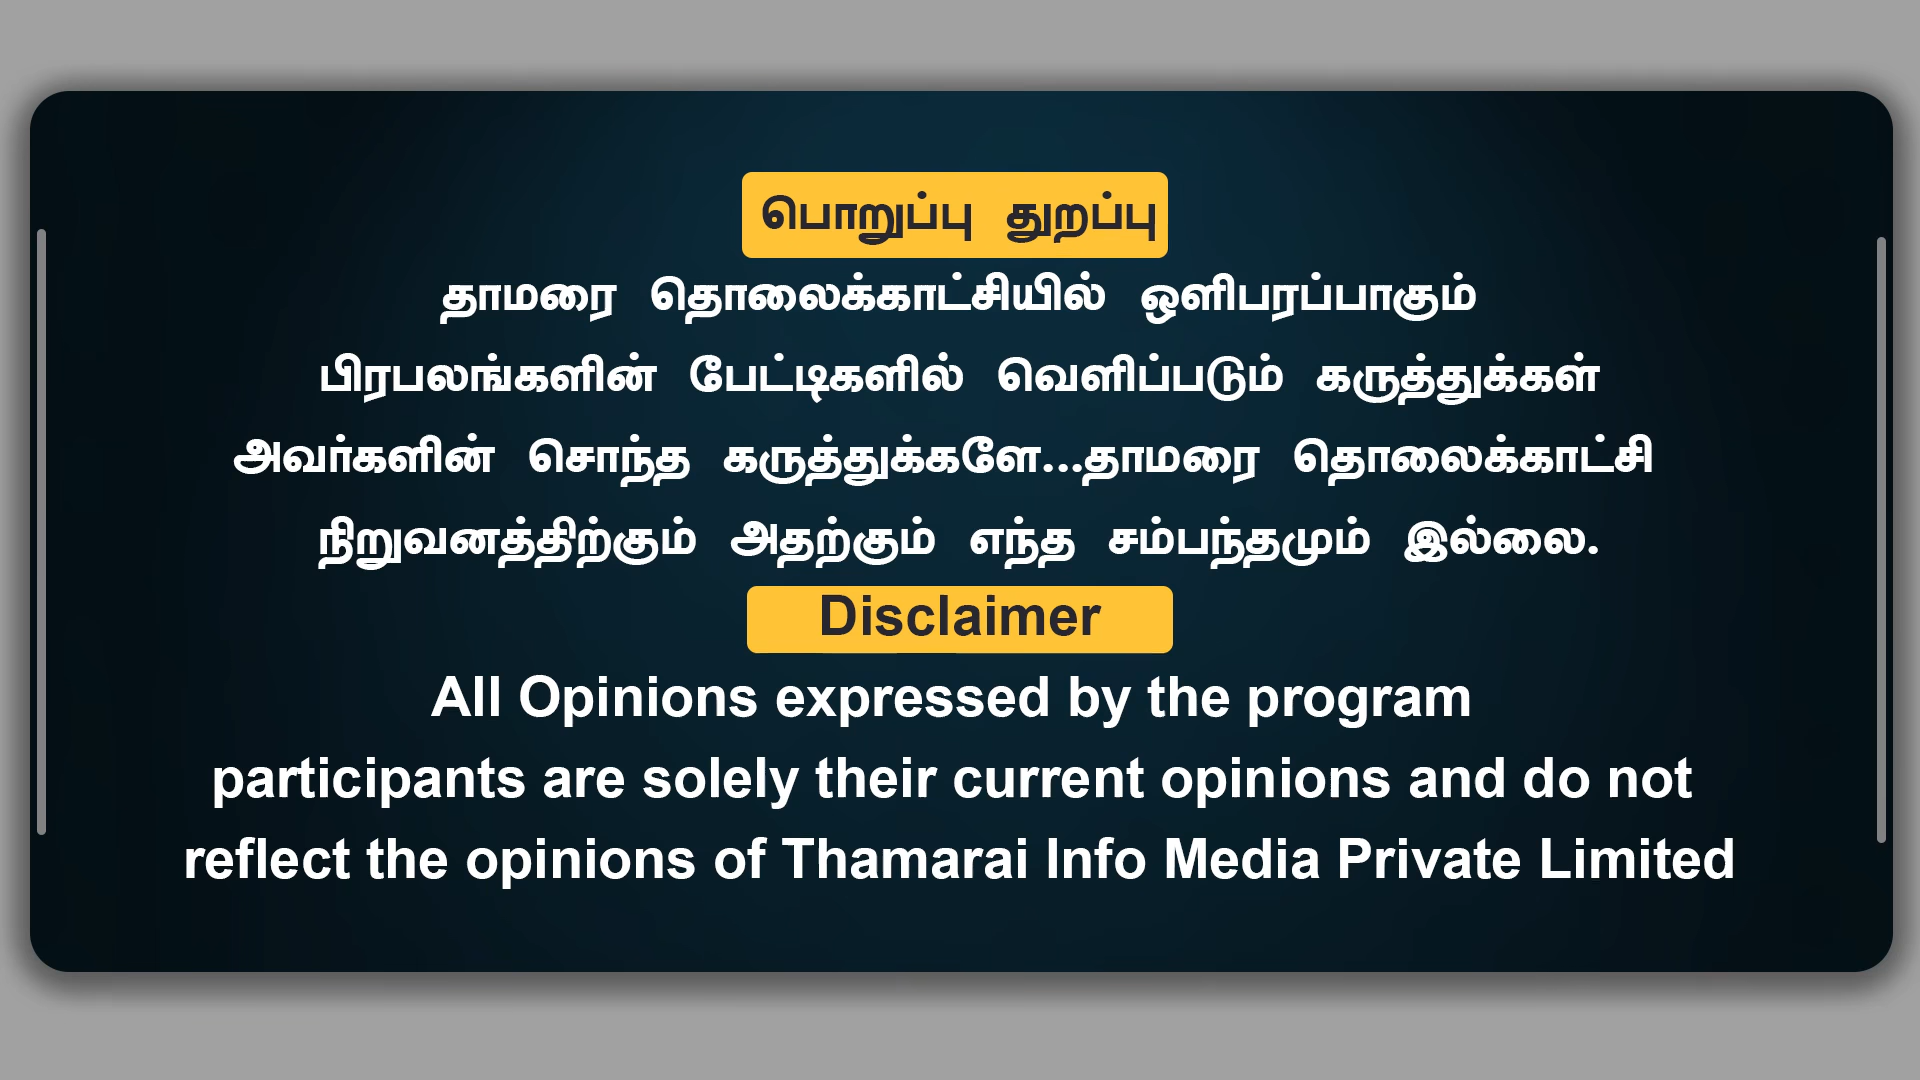 பொறுப்பு துறப்பு
தாமரை தொலைக்காட்சியில் ஒளிபரப்பாகும்
பிரபலங்களின் பேட்டிகளில் வெளிப்படும் கருத்துக்கள்
அவர்களின் சொந்த கருத்துக்களே...தாமரை தொலைக்காட்சி
நிறுவனத்திற்கும் அதற்கும் எந்த சம்பந்தமும் இல்லை.
Disclaimer
All Opinions expressed by the program
participants are solely their current opinions and do not
reflect the opinions of Thamarai Info Media Private Limited